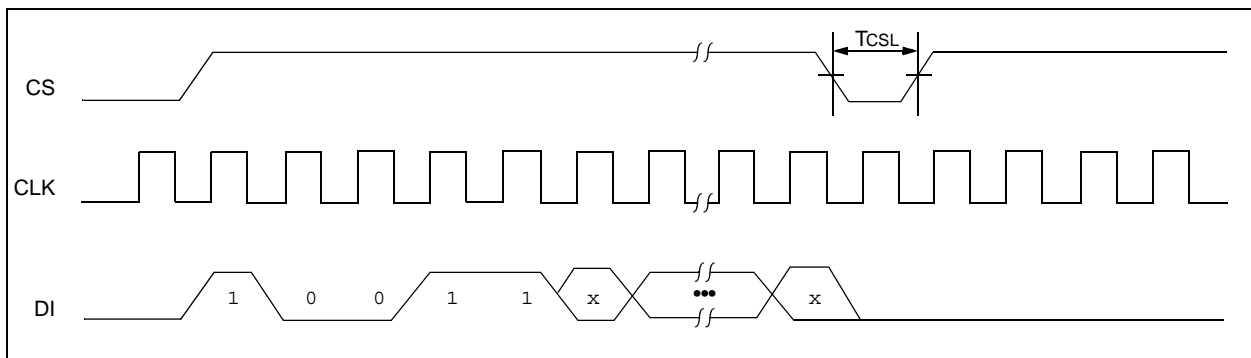 TCSL
CS
CLK
DI
1 0 0 1 1 x ••• x